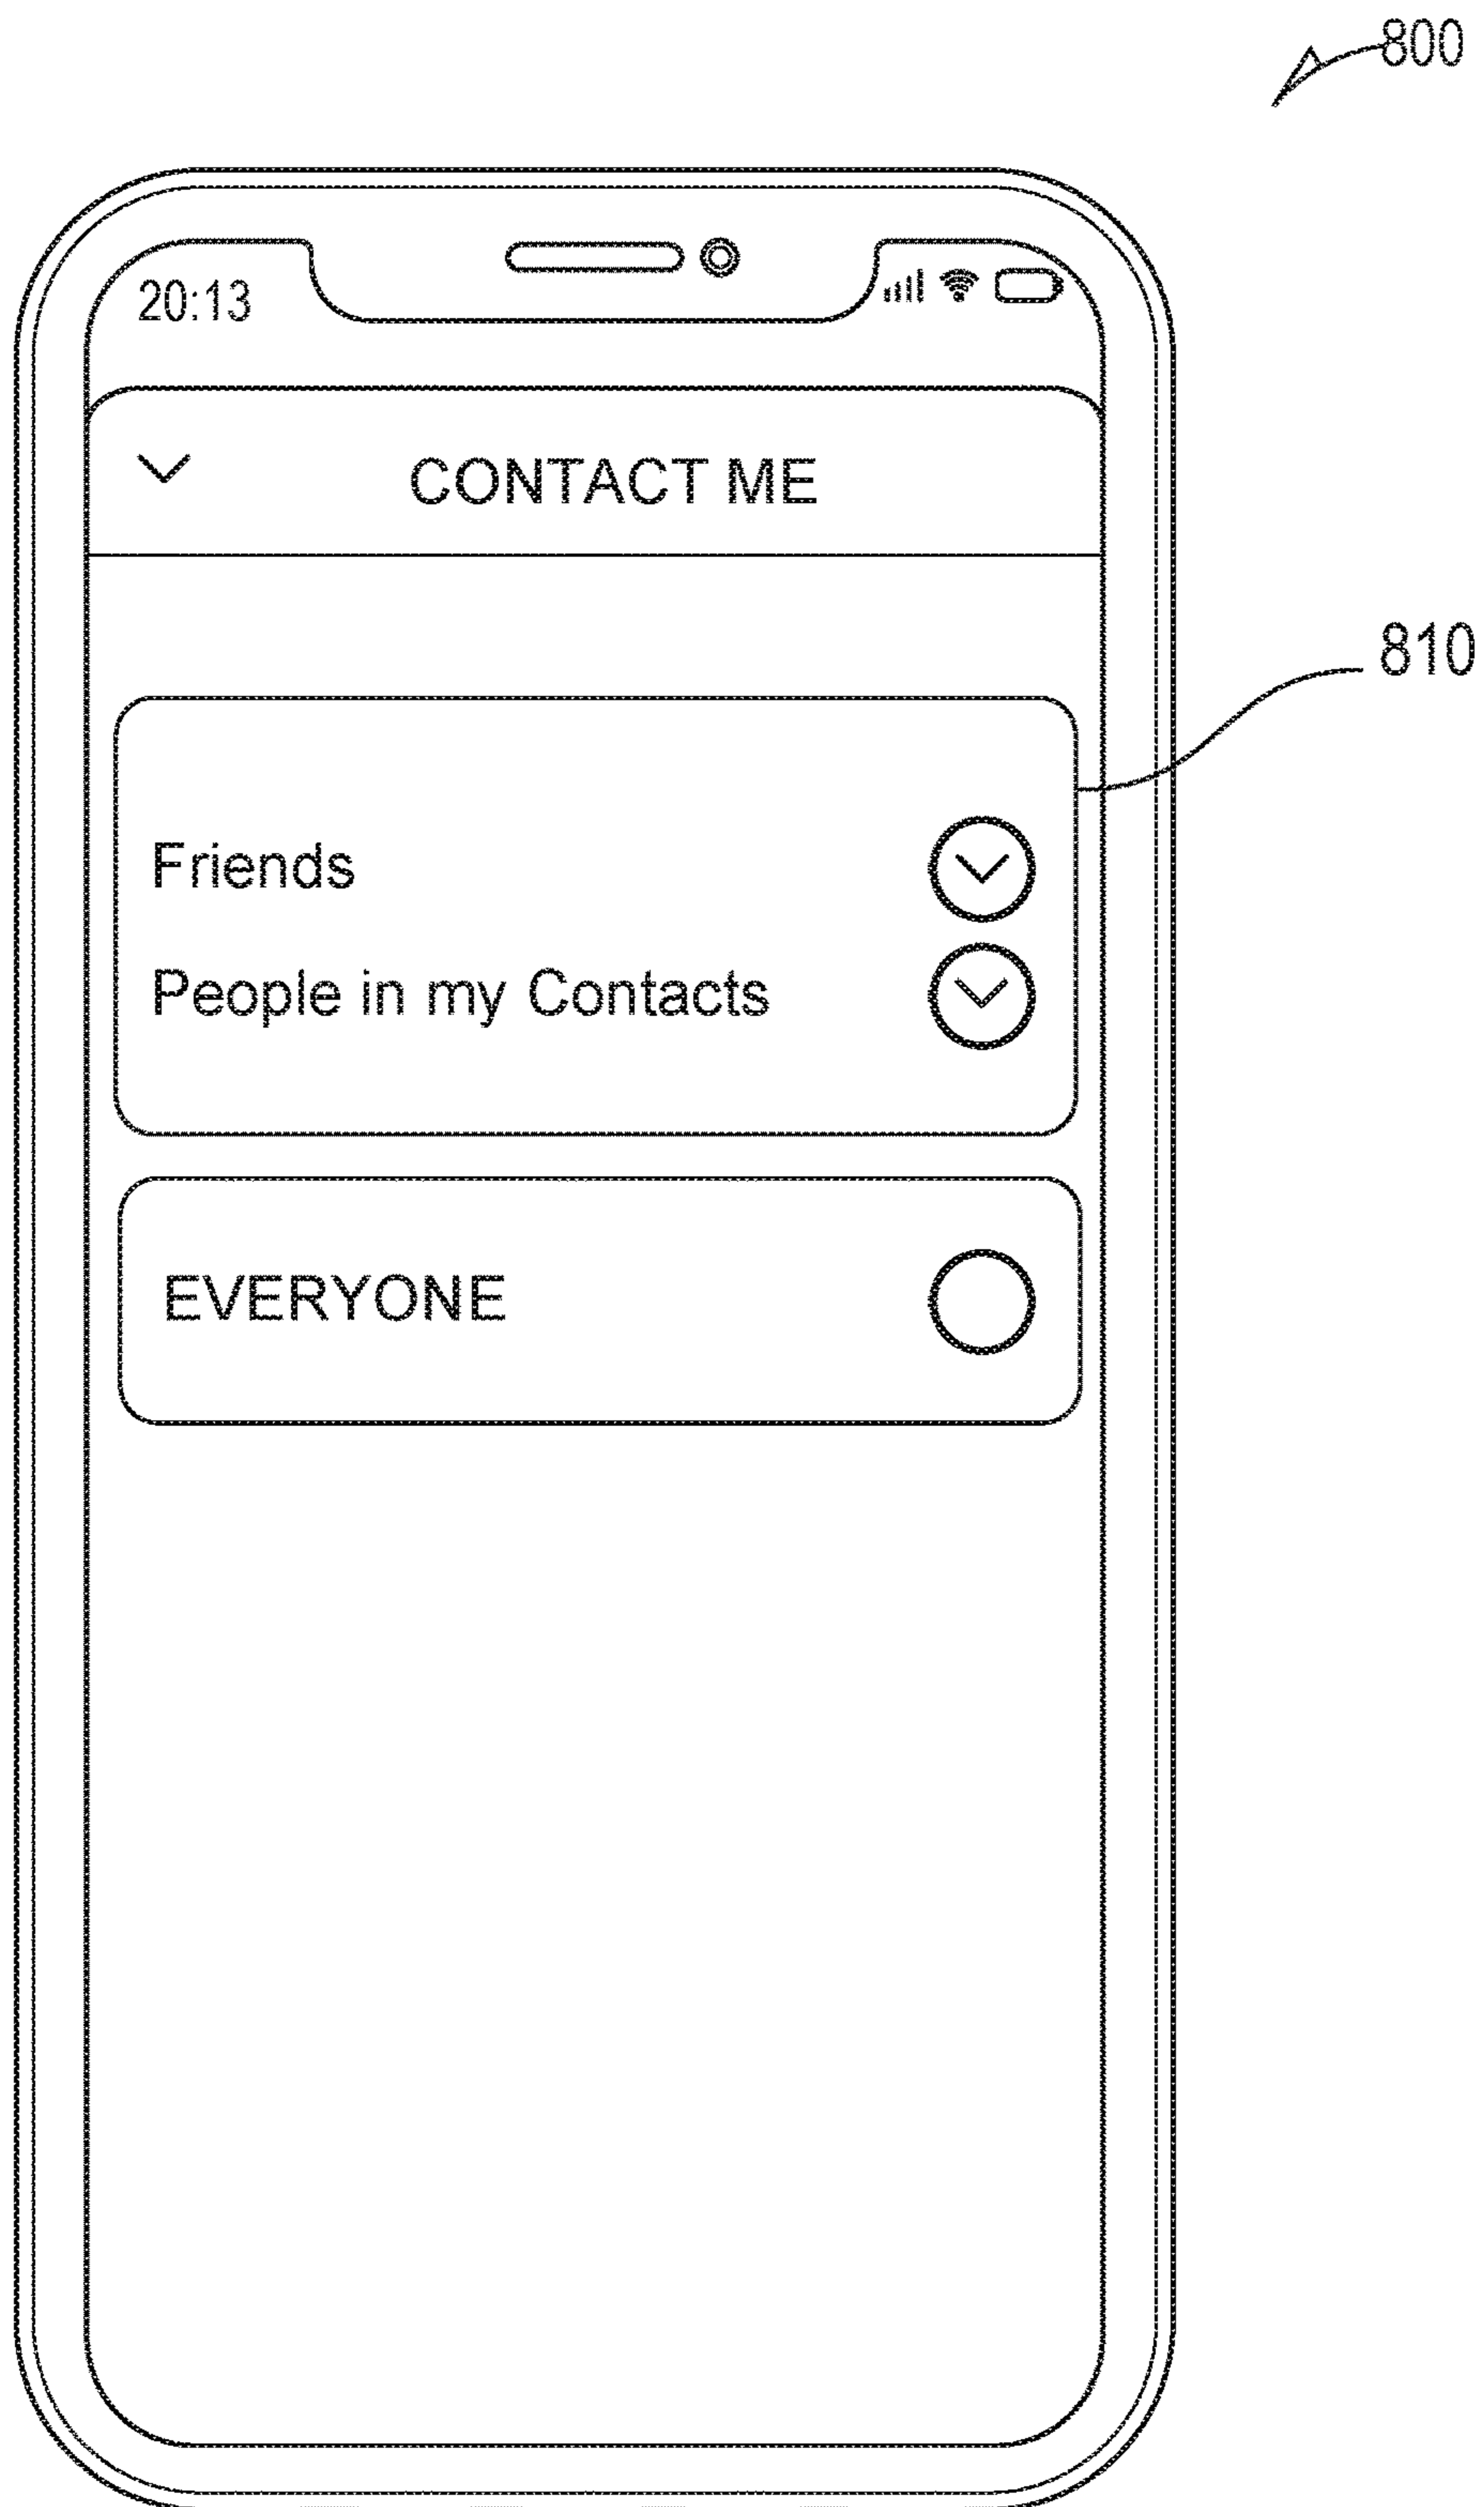 800
20:13
CONTACT ME
810
Friends
People in my Contacts
EVERYONE